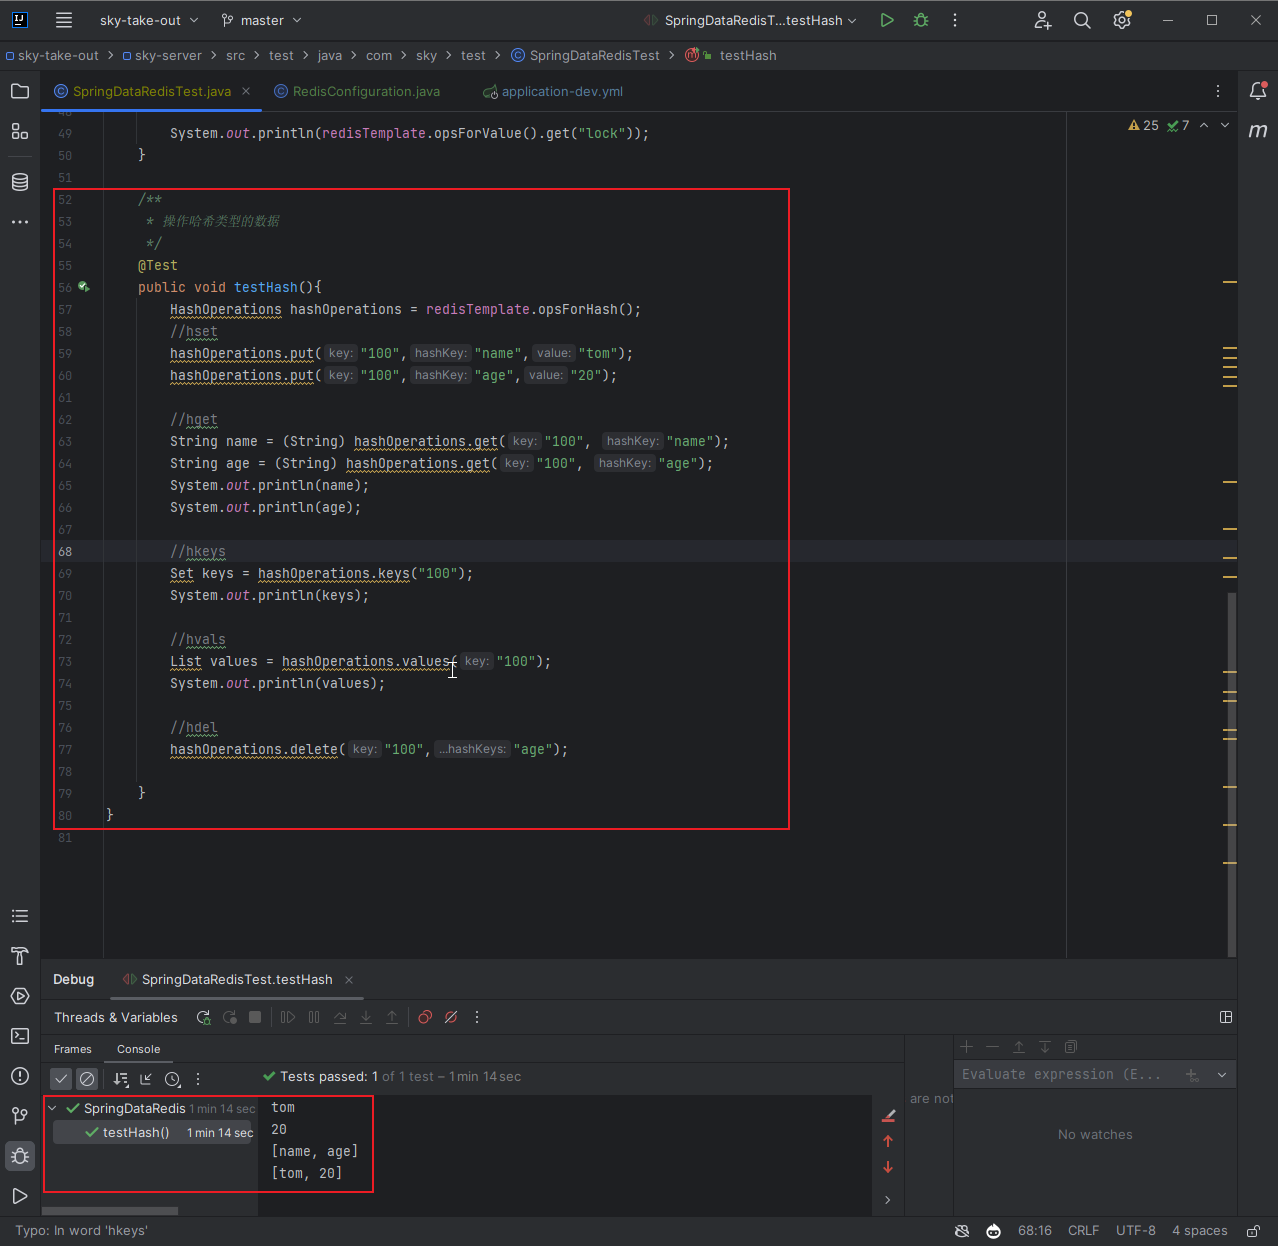 sky-take-out master SpringDataRedisT...testHash
sky-take-out > sky-server > src > test > java > com > sky > test > SpringDataRedisTest > testHash
SpringDataRedisTest.java RedisConfiguration.java application-dev.yml
48
49 System.out.println(redisTemplate.opsForValue().get("lock")); 25 7
50 }
51
52 /**
53 * 操作哈希类型的数据
54 */
55 @Test
56 public void testHash(){
57 HashOperations hashOperations = redisTemplate.opsForHash();
58 //hset
59 hashOperations.put( key: "100", hashKey: "name", value: "tom");
60 hashOperations.put( key: "100", hashKey: "age", value: "20");
61
62 //hget
63 String name = (String) hashOperations.get( key: "100", hashKey: "name");
64 String age = (String) hashOperations.get( key: "100", hashKey: "age");
65 System.out.println(name);
66 System.out.println(age);
67
68 //hkeys
69 Set keys = hashOperations.keys("100");
70 System.out.println(keys);
71
72 //hvals
73 List values = hashOperations.values( key: "100");
74 System.out.println(values);
75
76 //hdel
77 hashOperations.delete( key: "100", ...hashKeys: "age");
78
79 }
80 }
81
Debug SpringDataRedisTest.testHash
Threads & Variables
Frames Console
Tests passed: 1 of 1 test – 1 min 14 sec
SpringDataRedis 1 min 14 sec
testHash() 1 min 14 sec
tom
20
[name, age]
[tom, 20]
are not
Evaluate expression (E...
No watches
Typo: In word 'hkeys' 68:16 CRLF UTF-8 4 spaces